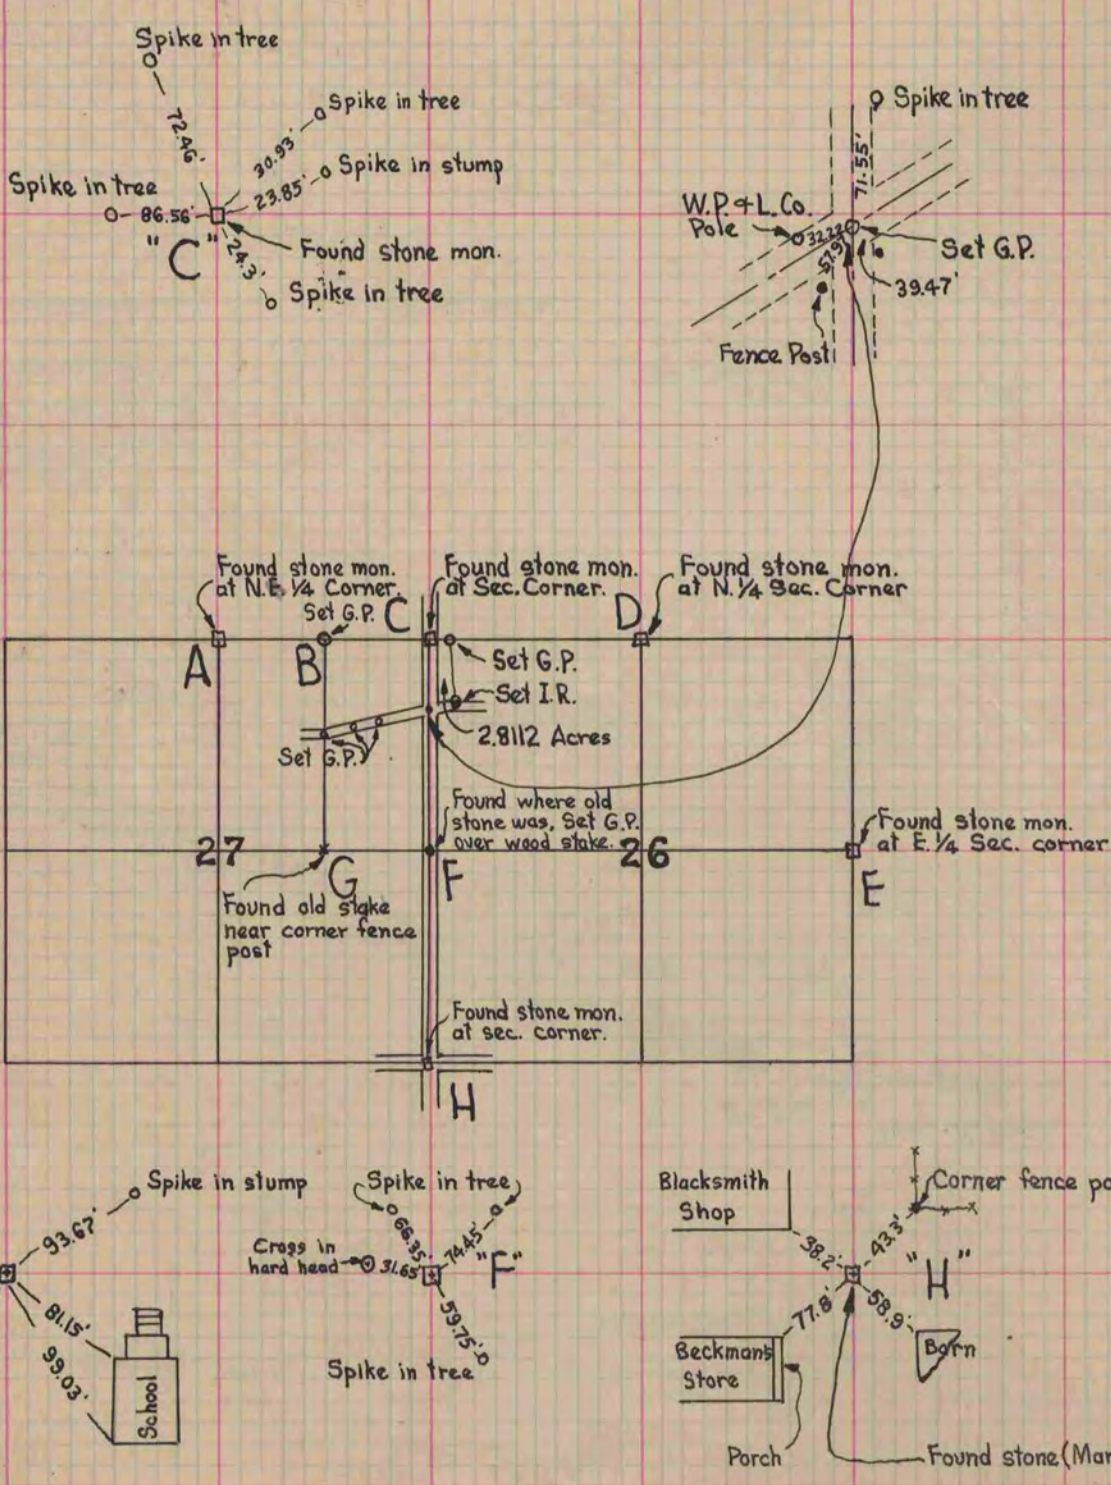 Spike in tree
72.46'
Spike in tree
30.93'
Spike in stump
23.85'
Spike in tree
86.56'
"C"
24.3'
Found stone mon.
Spike in tree
Spike in tree
71.55'
W.P. & L. Co.
Pole
Set G.P.
39.47'
Fence Post
Found stone mon.
at N.E. 1/4 Corner.
Set G.P.
Found stone mon.
at Sec. Corner.
Found stone mon.
at N. 1/4 Sec. Corner
A
B
C
D
Set G.P.
Set I.R.
2.8112 Acres
Set G.P.
Found where old
stone was, Set G.P.
over wood stake.
27
26
Found stone mon.
at E. 1/4 Sec. corner
G
F
E
Found old stake
near corner fence
post
Found stone mon.
at sec. corner.
H
Spike in stump
93.67'
81.15'
99.03'
School
Spike in tree
66.35'
74.45'
Cross in
hard head
31.65'
"F"
59.75'
Spike in tree
Blacksmith
Shop
38.2'
Corner fence po
43.3'
"H"
77.8'
58.9'
Beckman's
Store
Barn
Porch
Found stone (Mar